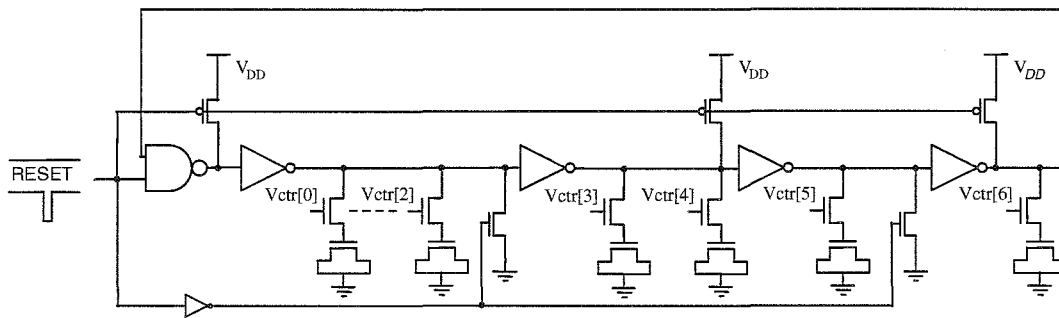 V_DD
V_DD
V_DD
RESET
Vctr[0]
Vctr[2]
Vctr[3]
Vctr[4]
Vctr[5]
Vctr[6]